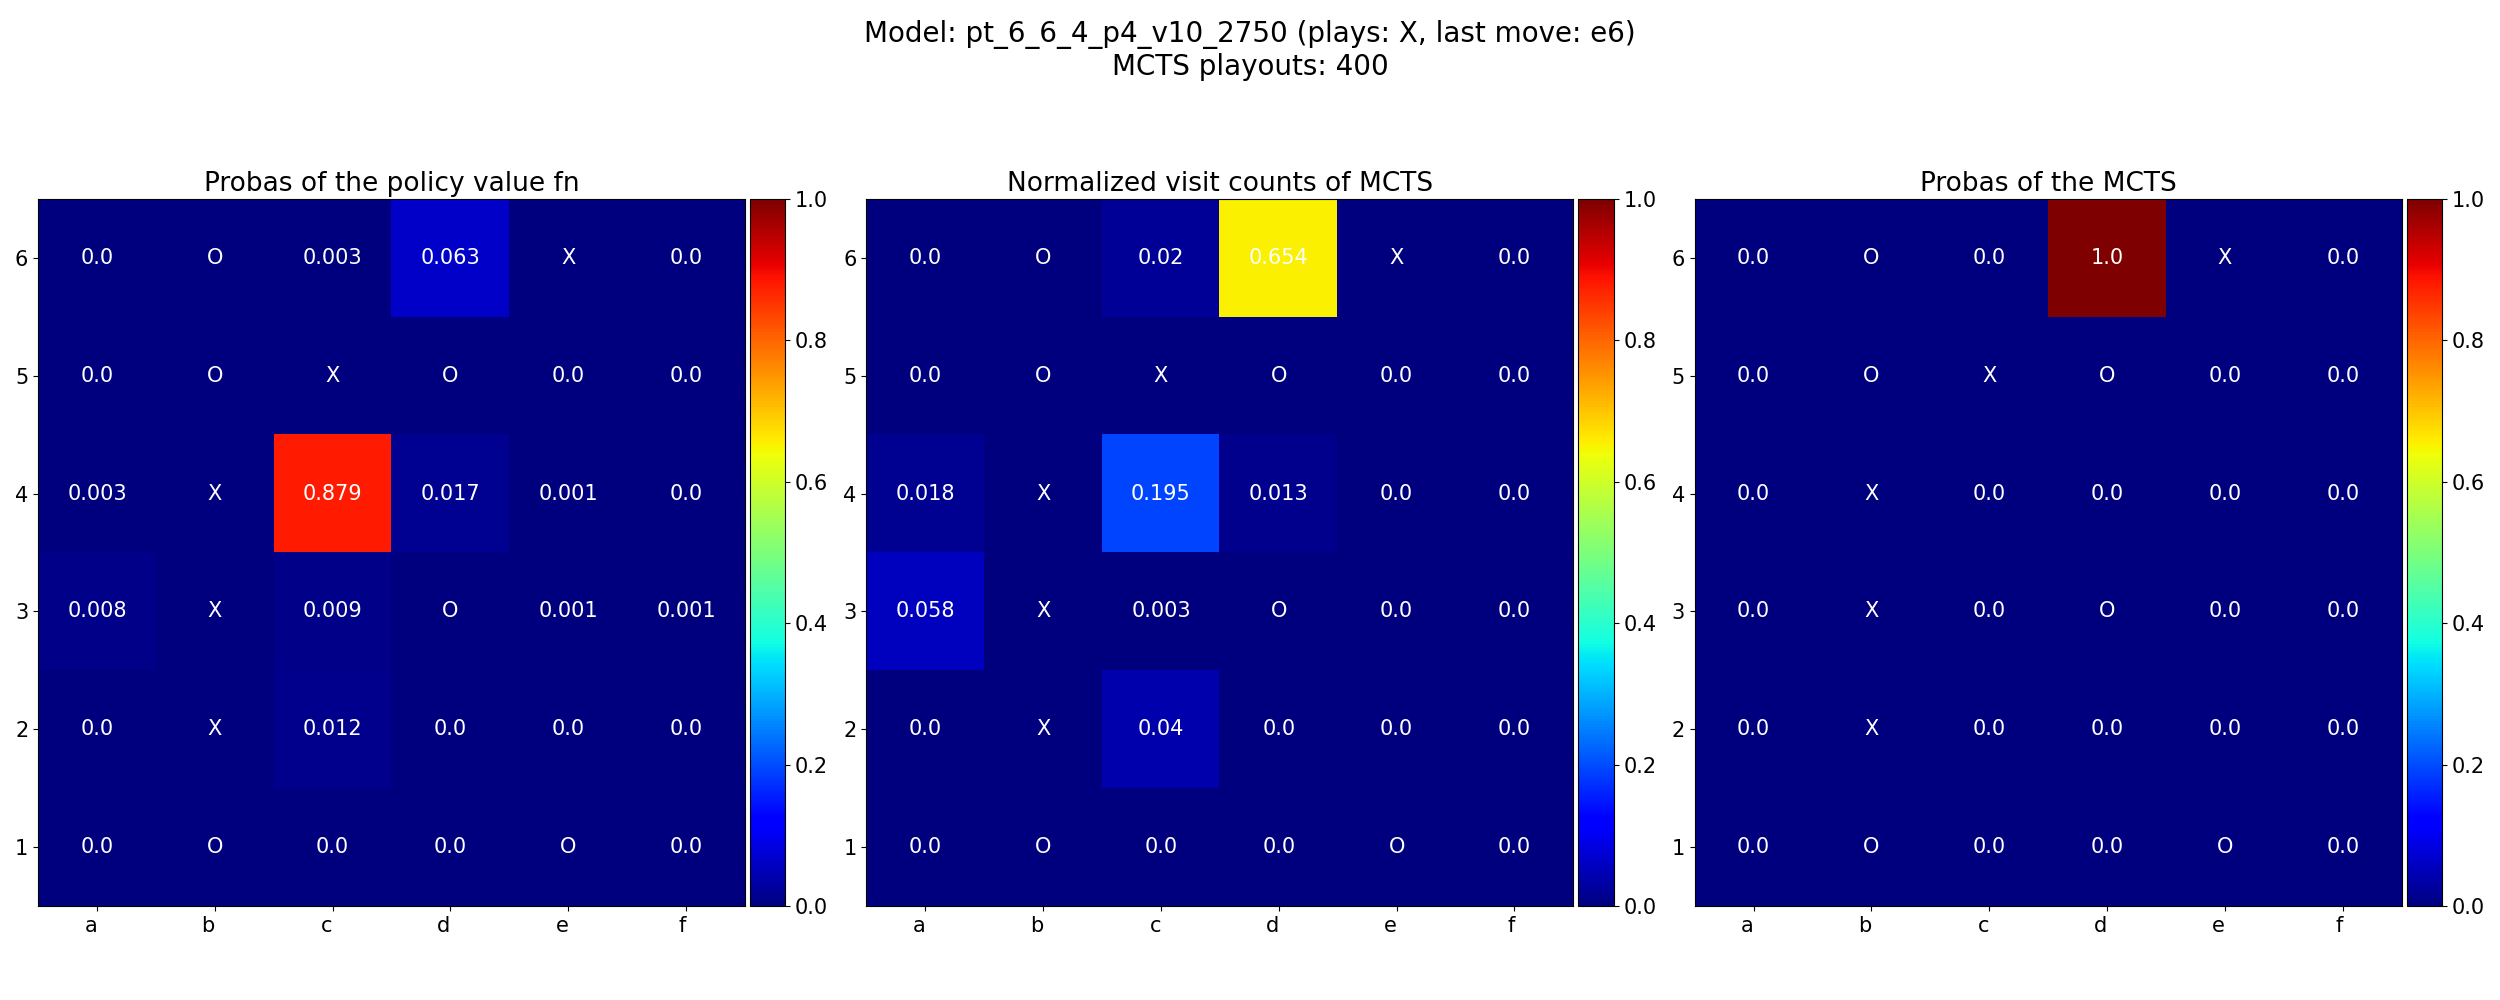 Model: pt_6_6_4_p4_v10_2750 (plays: X, last move: e6)
MCTS playouts: 400
Probas of the policy value fn
1.0
6 0.0 O 0.003 0.063 X 0.0
5 0.0 O X O 0.0 0.0
0.8
4 0.003 X 0.879 0.017 0.001 0.0
0.6
3 0.008 X 0.009 O 0.001 0.001
0.4
2 0.0 X 0.012 0.0 0.0 0.0
0.2
1 0.0 O 0.0 0.0 O 0.0
0.0
a b c d e f
Normalized visit counts of MCTS
1.0
6 0.0 O 0.02 0.654 X 0.0
5 0.0 O X O 0.0 0.0
0.8
4 0.018 X 0.195 0.013 0.0 0.0
0.6
3 0.058 X 0.003 O 0.0 0.0
0.4
2 0.0 X 0.04 0.0 0.0 0.0
0.2
1 0.0 O 0.0 0.0 O 0.0
0.0
a b c d e f
Probas of the MCTS
1.0
6 0.0 O 0.0 1.0 X 0.0
5 0.0 O X O 0.0 0.0
0.8
4 0.0 X 0.0 0.0 0.0 0.0
0.6
3 0.0 X 0.0 O 0.0 0.0
0.4
2 0.0 X 0.0 0.0 0.0 0.0
0.2
1 0.0 O 0.0 0.0 O 0.0
0.0
a b c d e f